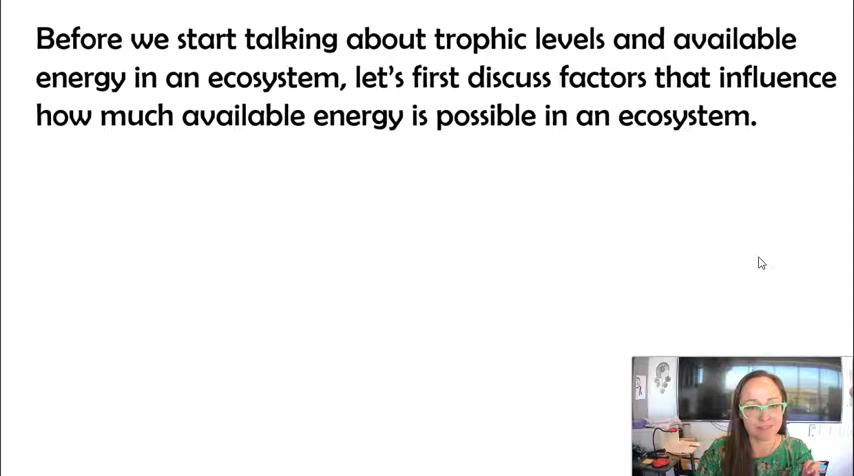 Before we start talking about trophic levels and available
energy in an ecosystem, let's first discuss factors that influence
how much available energy is possible in an ecosystem.